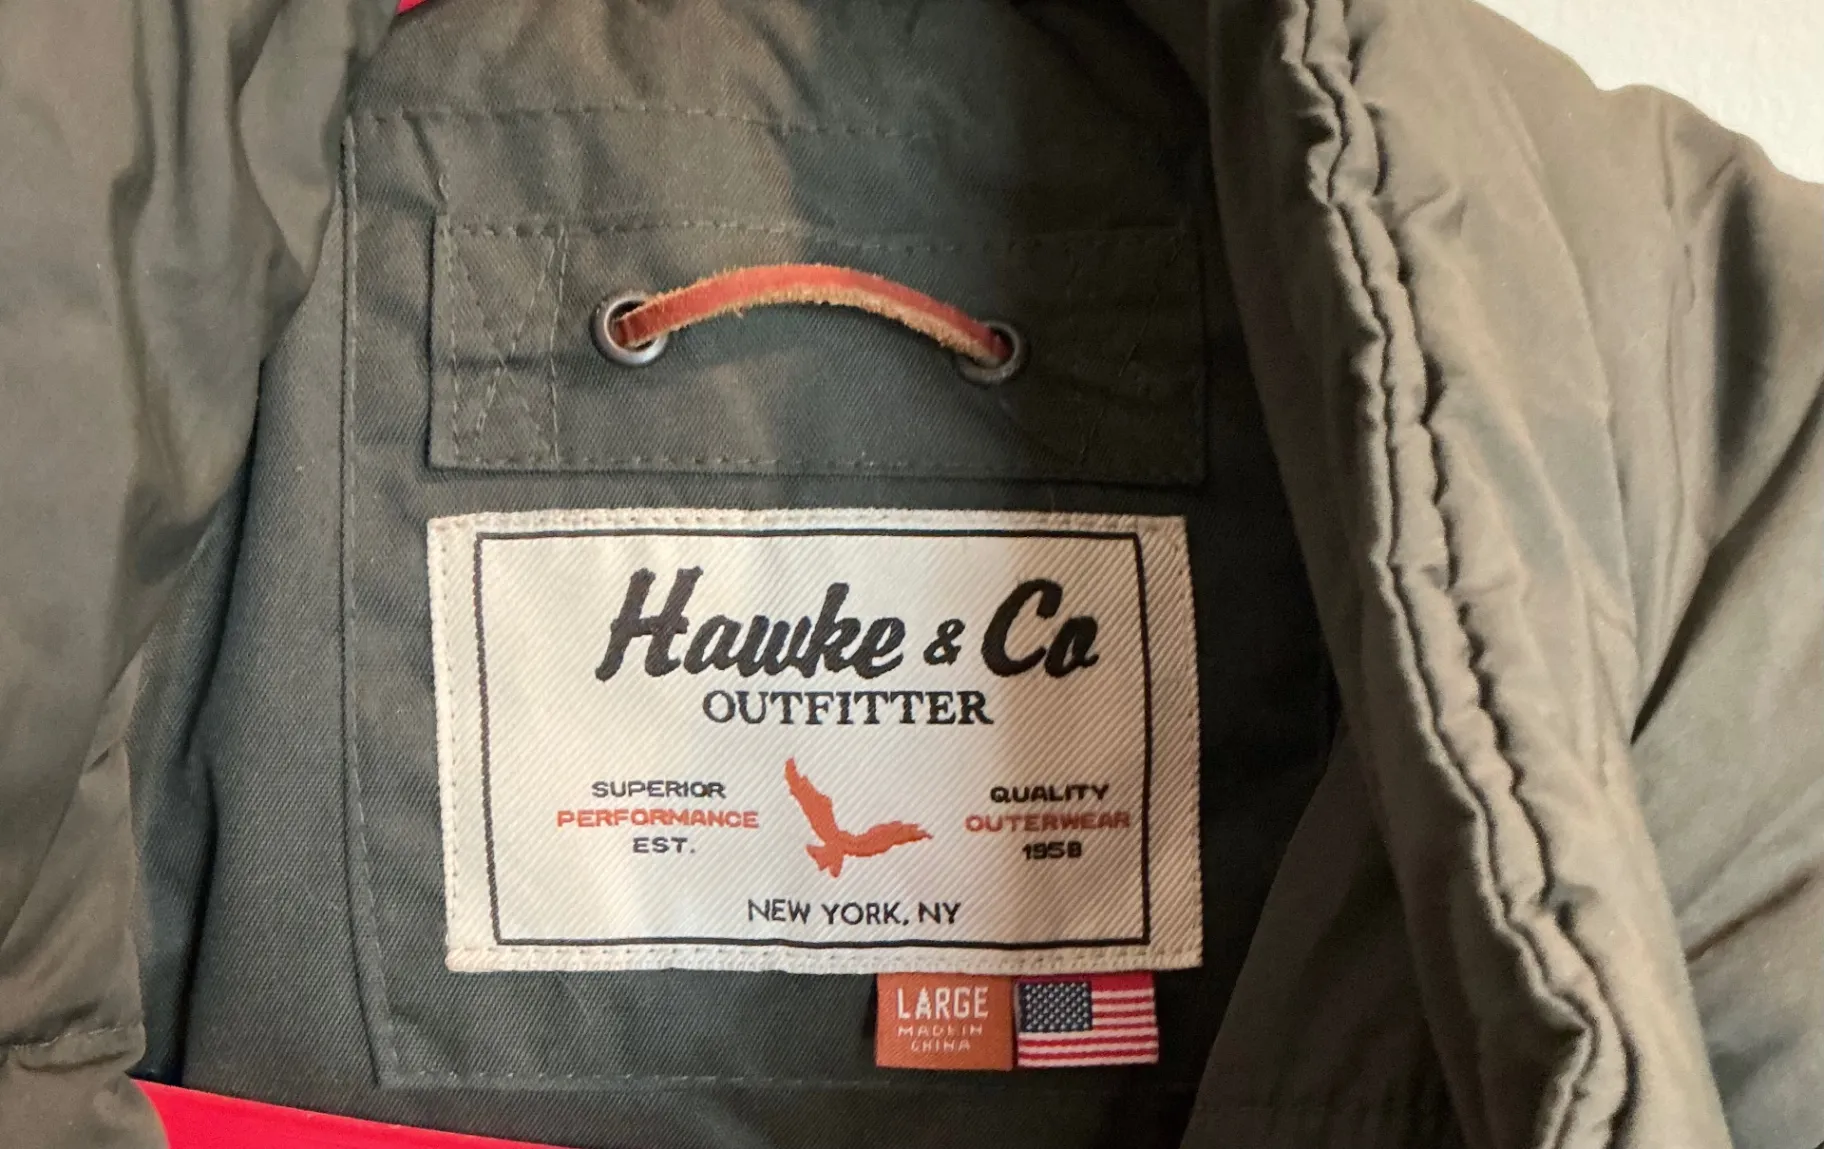 Hawke & Co
OUTFITTER
SUPERIOR
PERFORMANCE
EST.
QUALITY
OUTERWEAR
1958
NEW YORK, NY
LARGE
MADE IN
CHINA